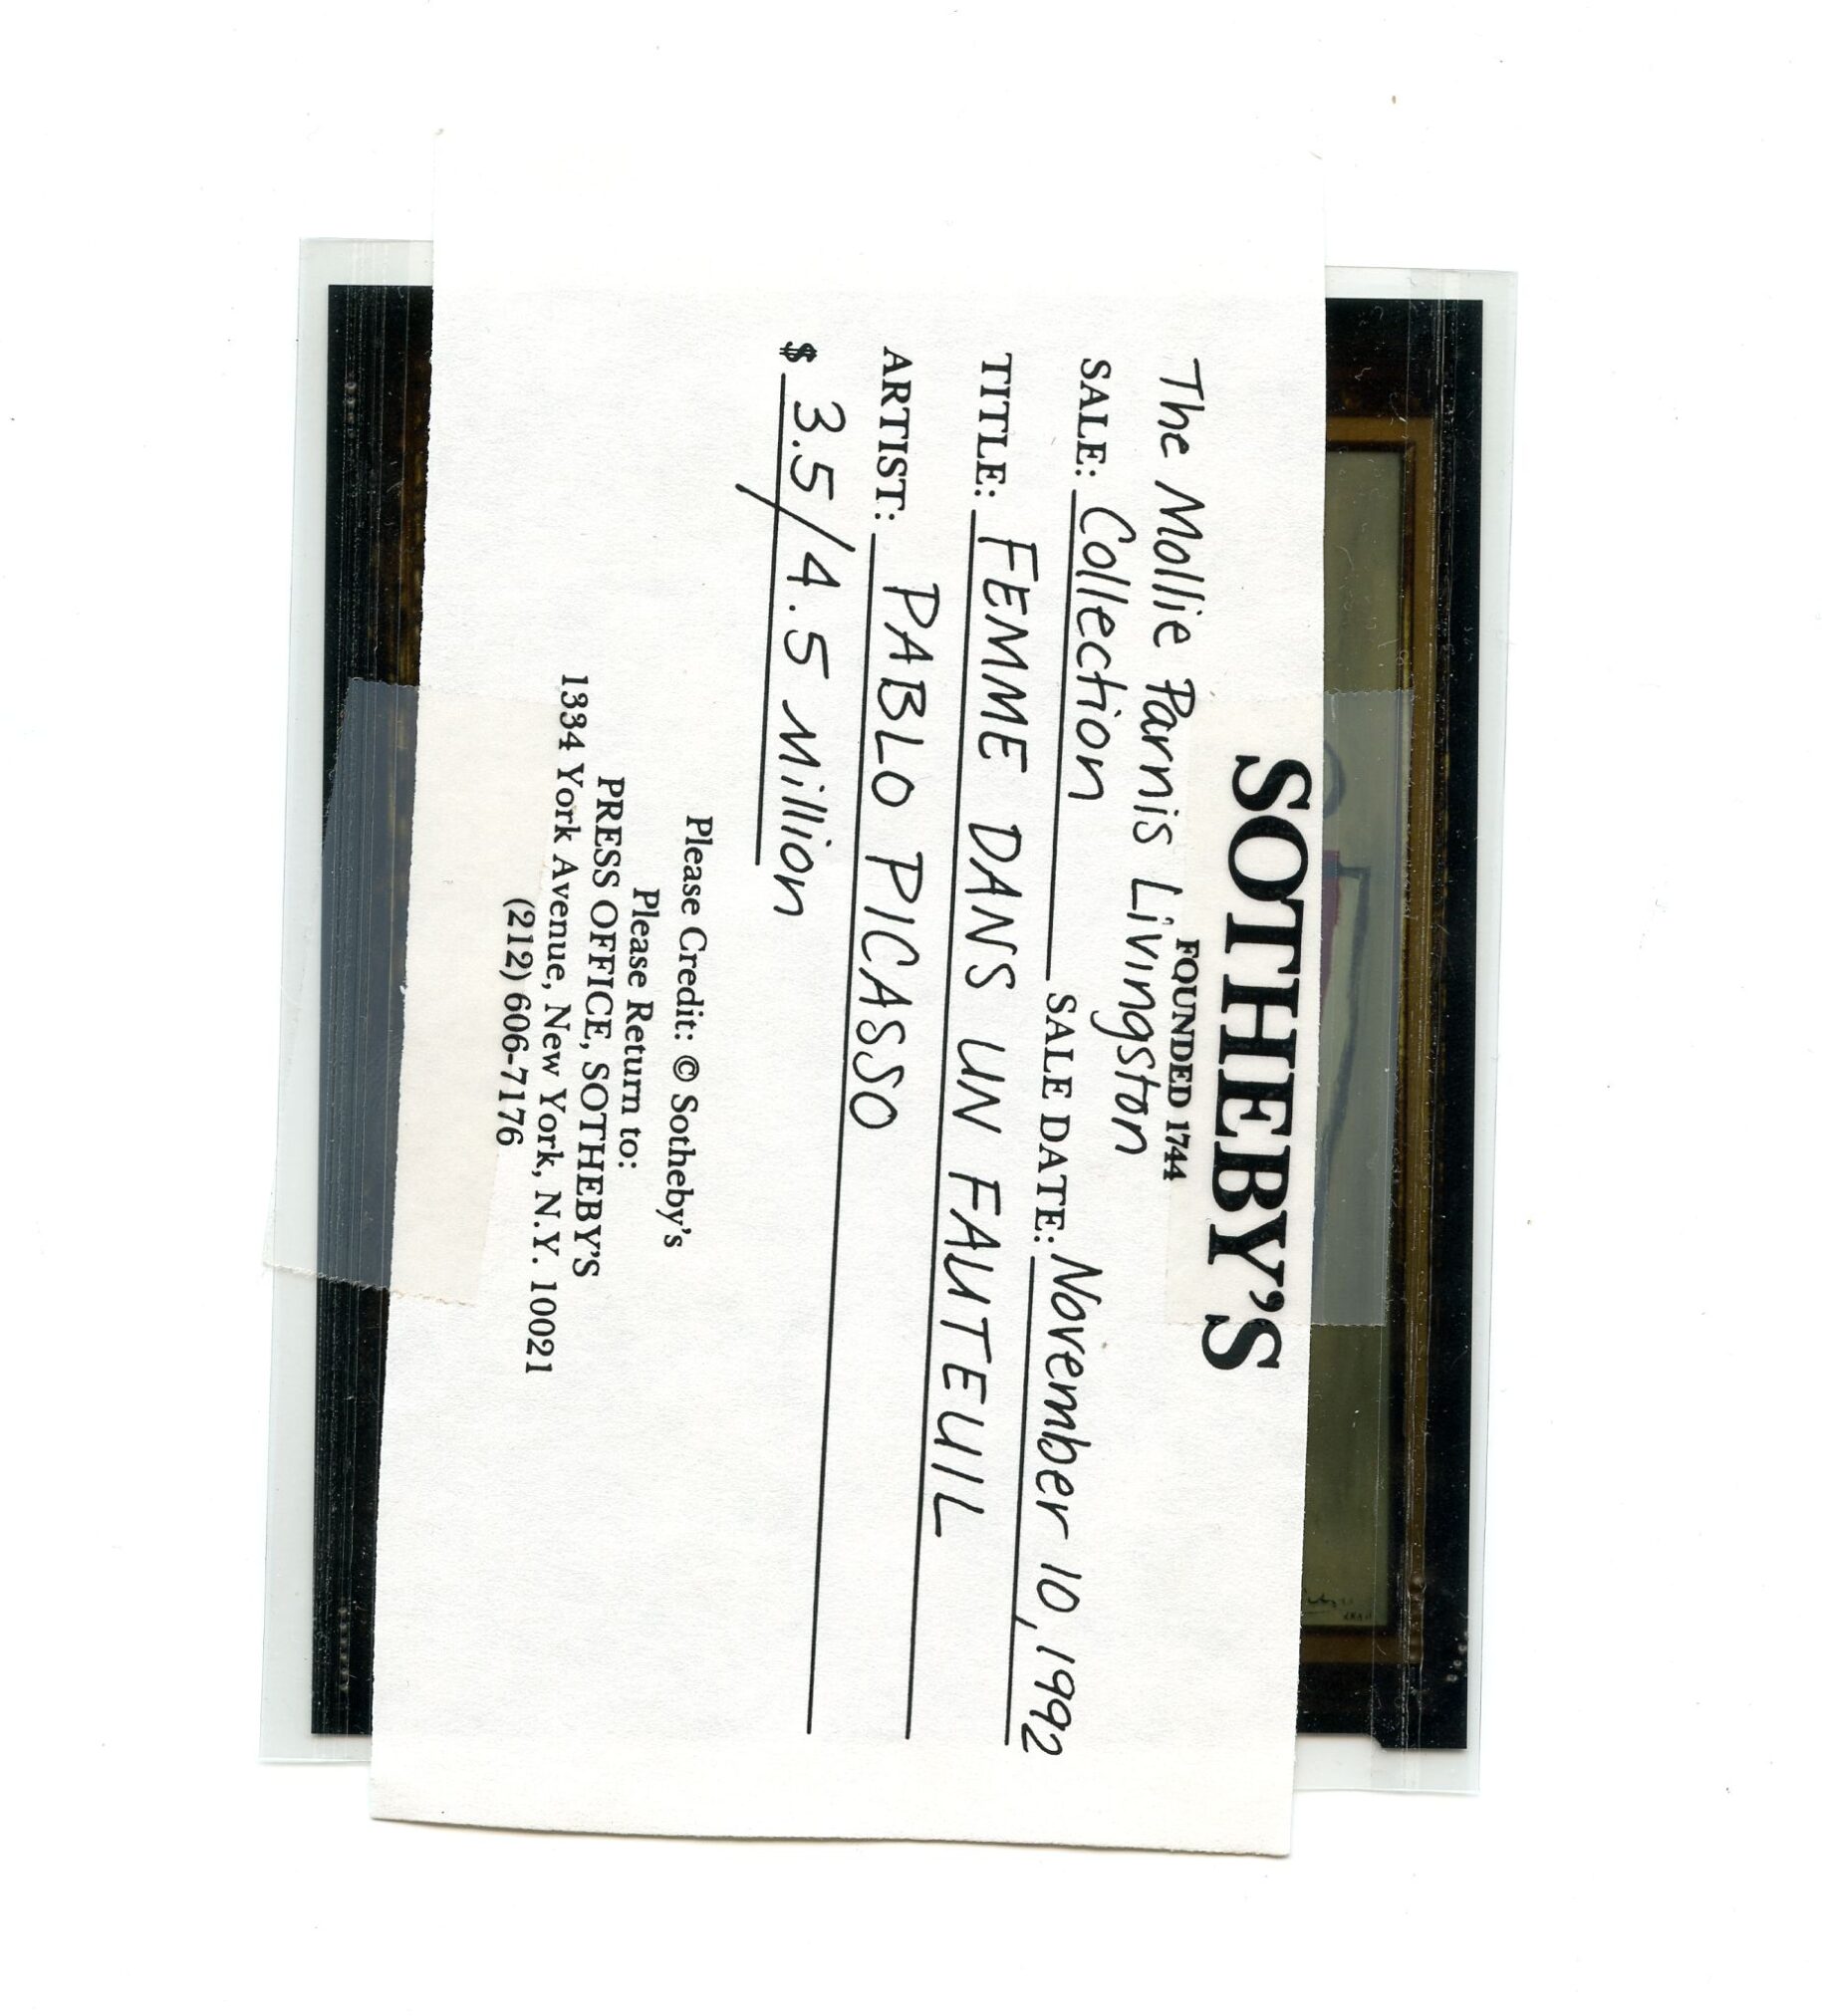 SOTHEBY'S
FOUNDED 1744
The Mollie Parnis Livingston
SALE: Collection SALE DATE: November 10, 1992
TITLE: FEMME DANS UN FAUTEUIL
ARTIST: PABLO PICASSO
$ 3.5/4.5 Million
Please Credit: © Sotheby's
Please Return to:
PRESS OFFICE, SOTHEBY'S
1334 York Avenue, New York, N.Y. 10021
(212) 606-7176